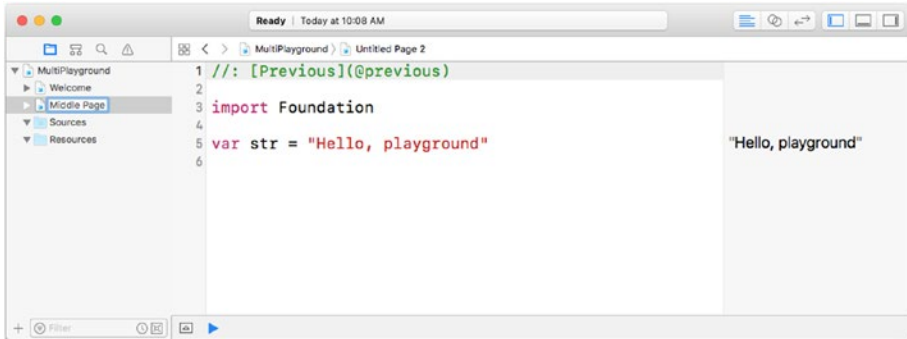 Ready | Today at 10:08 AM
MultiPlayground
Welcome
Middle Page
Sources
Resources
Filter
MultiPlayground 〉 Untitled Page 2
1 //: [Previous](@previous)
2
3 import Foundation
4
5 var str = "Hello, playground"
6
"Hello, playground"